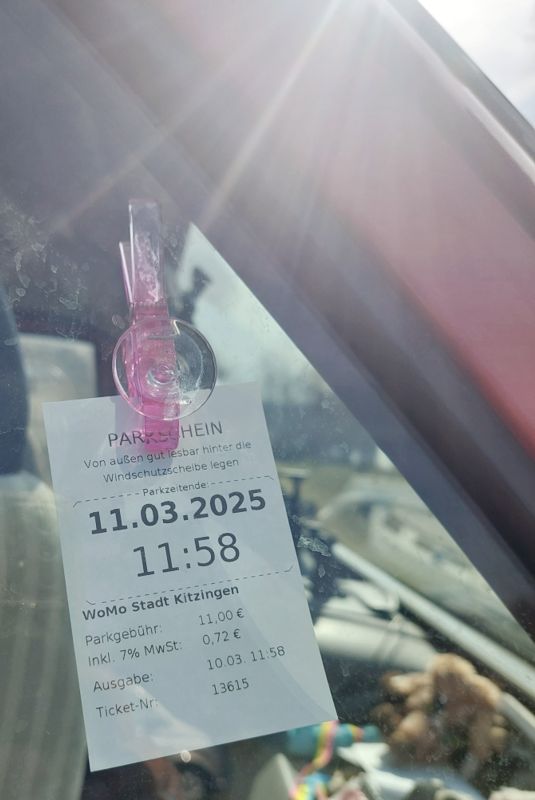 PARKSCHEIN
Von außen gut lesbar hinter die
Windschutzscheibe legen
Parkzeitende:
11.03.2025
11:58
WoMo Stadt Kitzingen
Parkgebühr: 11,00 €
Inkl. 7% MwSt: 0,72 €
Ausgabe: 10.03. 11:58
Ticket-Nr: 13615